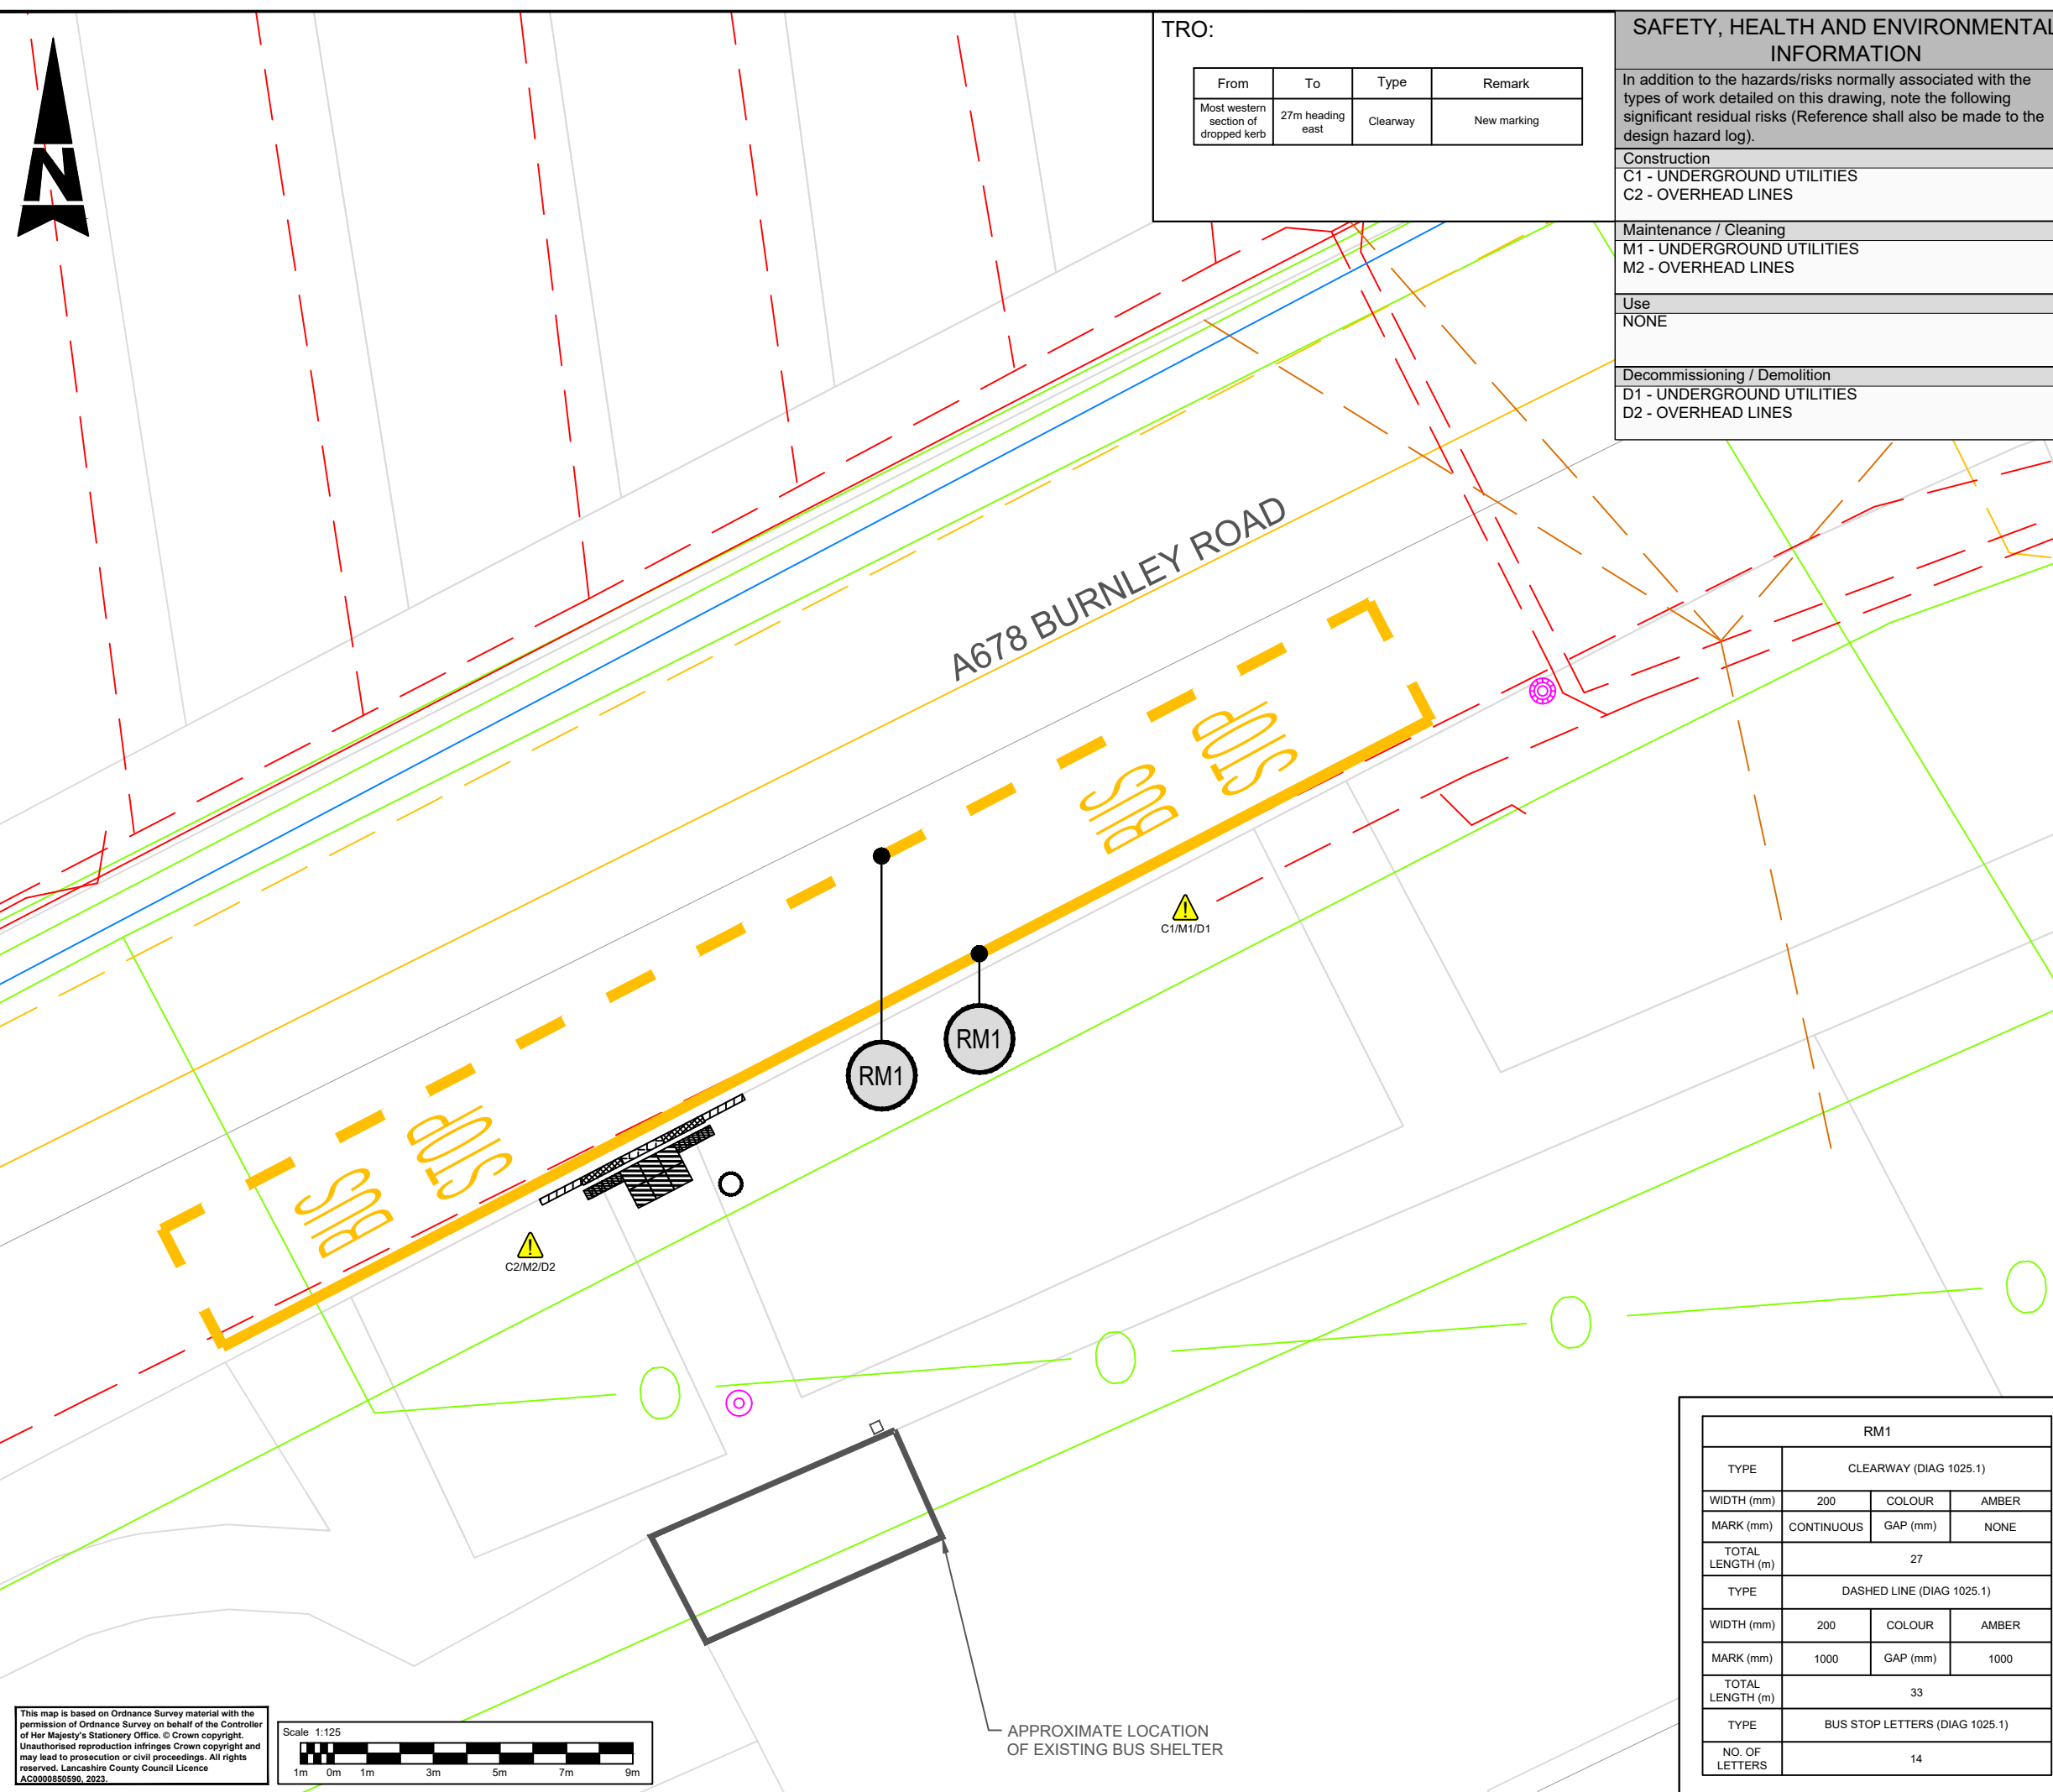 N
TRO:
From To Type Remark
Most western section of dropped kerb 27m heading east Clearway New marking
SAFETY, HEALTH AND ENVIRONMENTAL
INFORMATION
In addition to the hazards/risks normally associated with the
types of work detailed on this drawing, note the following
significant residual risks (Reference shall also be made to the
design hazard log).
Construction
C1 - UNDERGROUND UTILITIES
C2 - OVERHEAD LINES
Maintenance / Cleaning
M1 - UNDERGROUND UTILITIES
M2 - OVERHEAD LINES
Use
NONE
Decommissioning / Demolition
D1 - UNDERGROUND UTILITIES
D2 - OVERHEAD LINES
A678 BURNLEY ROAD
BUS
STOP
C1/M1/D1
RM1
RM1
BUS
STOP
C2/M2/D2
APPROXIMATE LOCATION
OF EXISTING BUS SHELTER
RM1
TYPE CLEARWAY (DIAG 1025.1)
WIDTH (mm) 200 COLOUR AMBER
MARK (mm) CONTINUOUS GAP (mm) NONE
TOTAL LENGTH (m) 27
TYPE DASHED LINE (DIAG 1025.1)
WIDTH (mm) 200 COLOUR AMBER
MARK (mm) 1000 GAP (mm) 1000
TOTAL LENGTH (m) 33
TYPE BUS STOP LETTERS (DIAG 1025.1)
NO. OF LETTERS 14
This map is based on Ordnance Survey material with the
permission of Ordnance Survey on behalf of the Controller
of Her Majesty's Stationery Office. © Crown copyright.
Unauthorised reproduction infringes Crown copyright and
may lead to prosecution or civil proceedings. All rights
reserved. Lancashire County Council Licence
AC0000850590, 2023.
Scale 1:125
1m 0m 1m 3m 5m 7m 9m